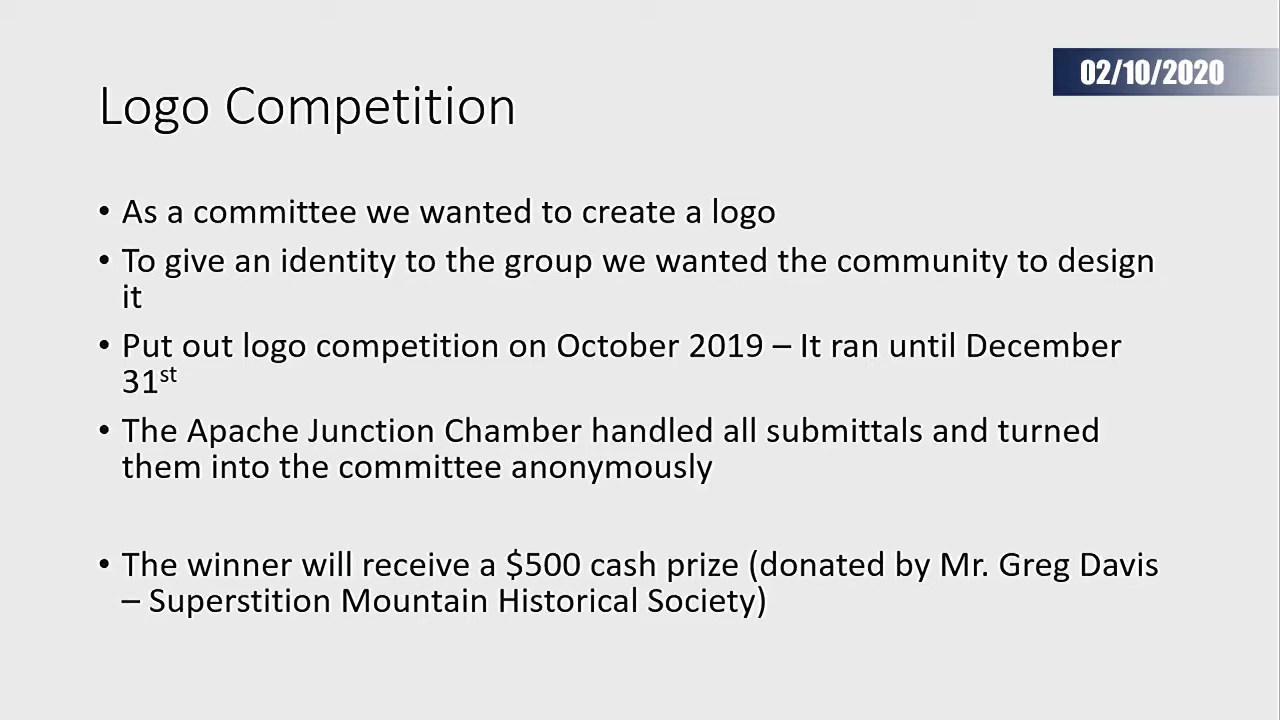 02/10/2020
Logo Competition
• As a committee we wanted to create a logo
• To give an identity to the group we wanted the community to design
it
• Put out logo competition on October 2019 – It ran until December
31st
• The Apache Junction Chamber handled all submittals and turned
them into the committee anonymously
• The winner will receive a $500 cash prize (donated by Mr. Greg Davis
– Superstition Mountain Historical Society)